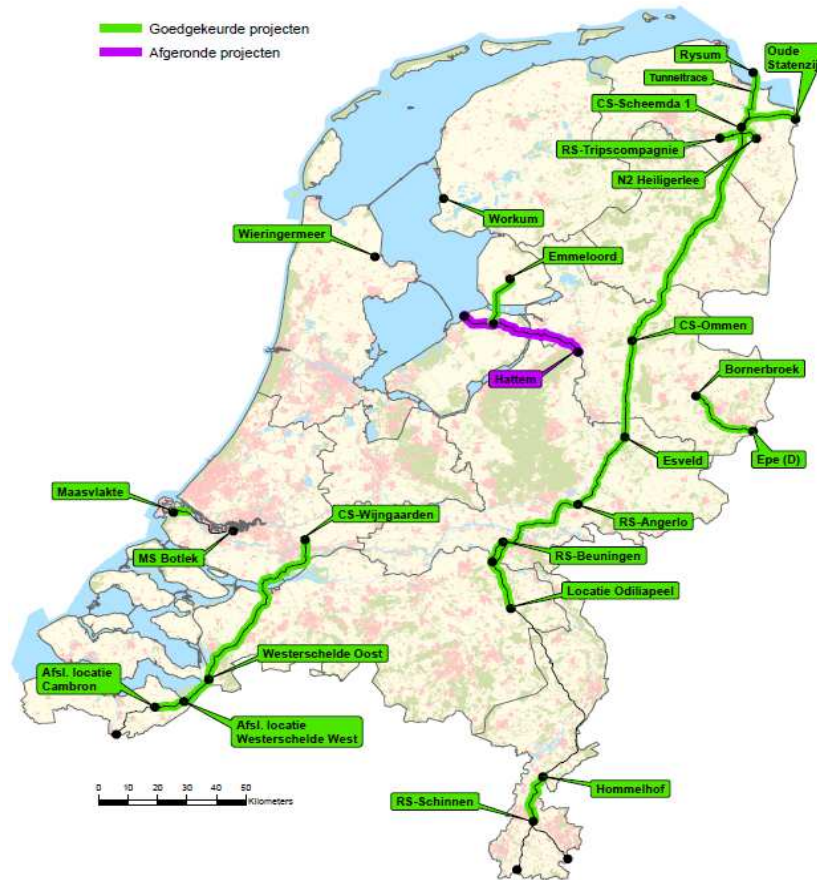 Goedgekeurde projecten
Afgeronde projecten
Rysum
Oude
Statenzijl
Tunneltrace
CS-Scheemda 1
RS-Tripscompagnie
N2 Heiligerlee
Workum
Wieringermeer
Emmeloord
CS-Ommen
Hattem
Bornerbroek
Esveld
Epe (D)
Maasvlakte
CS-Wijngaarden
RS-Angerlo
MS Botlek
RS-Beuningen
Locatie Odiliapeel
Westerschelde Oost
Afsl. locatie
Cambron
Afsl. locatie
Westerschelde West
Hommelhof
RS-Schinnen
0 10 20 30 40 50
Kilometers